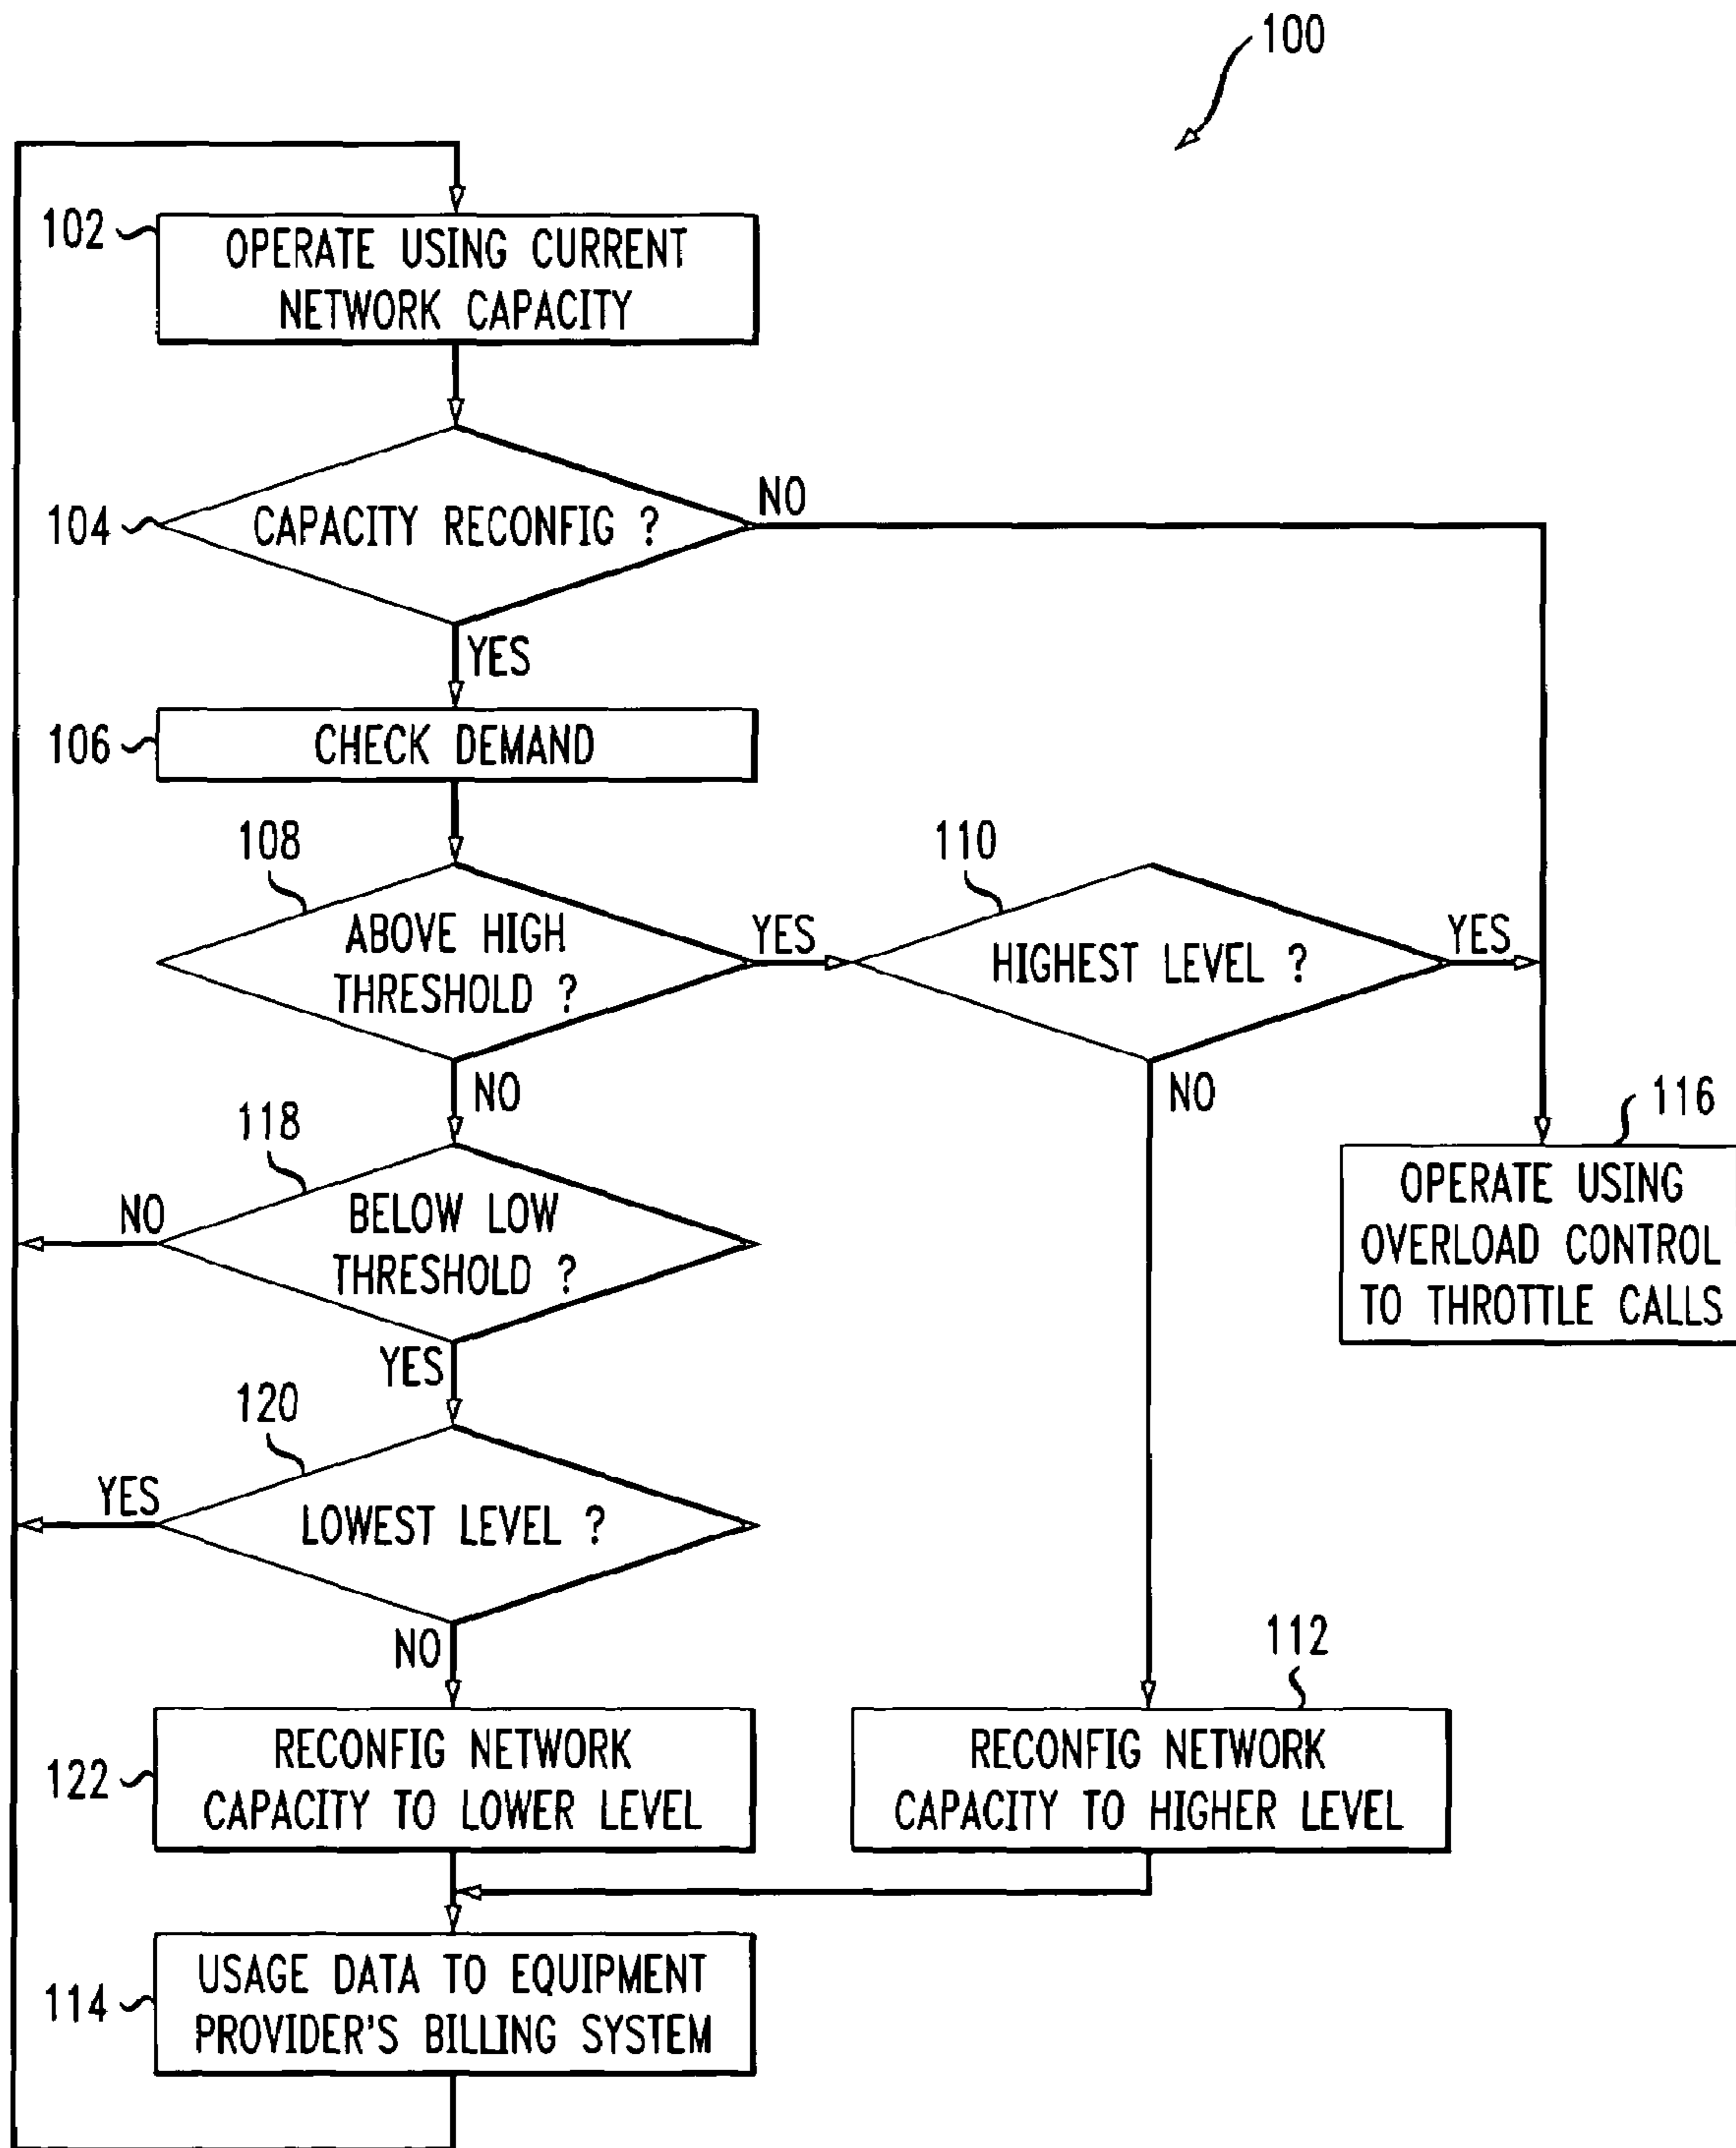 100
102
OPERATE USING CURRENT
NETWORK CAPACITY
104
CAPACITY RECONFIG ?
NO
YES
106
CHECK DEMAND
108
ABOVE HIGH
THRESHOLD ?
YES
110
HIGHEST LEVEL ?
YES
NO
NO
116
OPERATE USING
OVERLOAD CONTROL
TO THROTTLE CALLS
118
BELOW LOW
THRESHOLD ?
NO
YES
120
LOWEST LEVEL ?
YES
NO
122
RECONFIG NETWORK
CAPACITY TO LOWER LEVEL
112
RECONFIG NETWORK
CAPACITY TO HIGHER LEVEL
114
USAGE DATA TO EQUIPMENT
PROVIDER'S BILLING SYSTEM